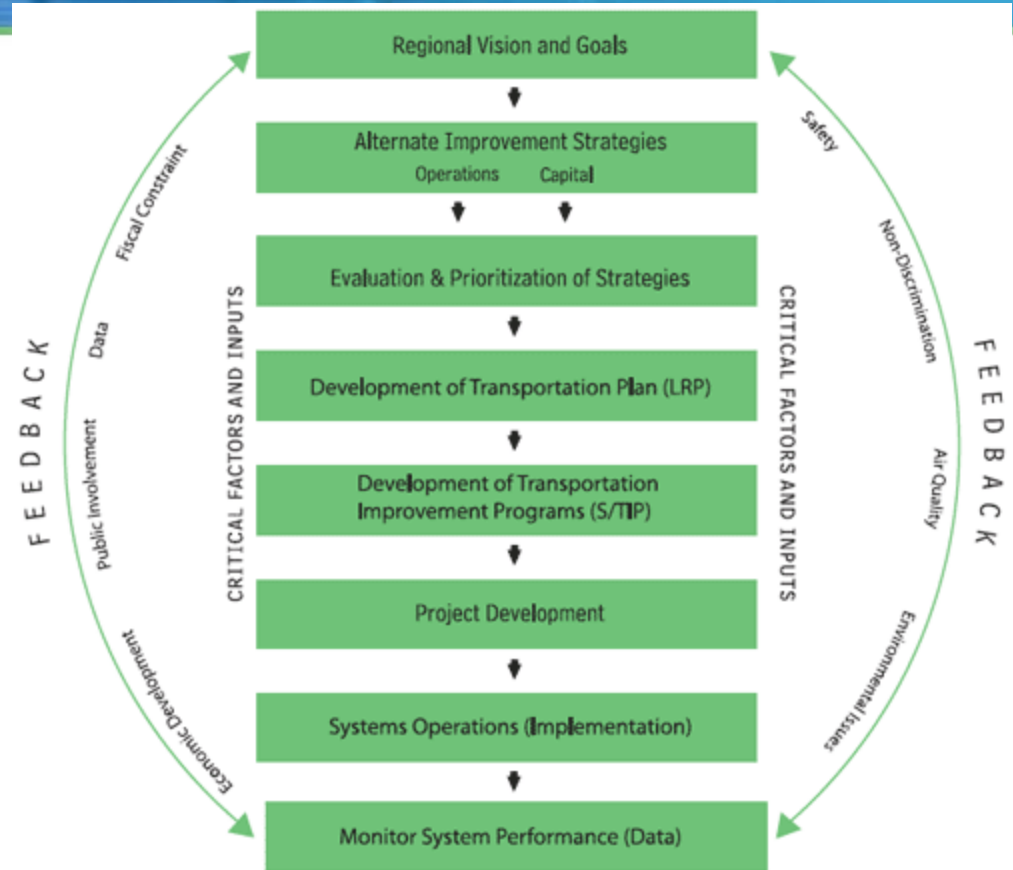 Regional Vision and Goals
Alternate Improvement Strategies
Operations Capital
Evaluation & Prioritization of Strategies
Development of Transportation Plan (LRP)
Development of Transportation
Improvement Programs (S/TIP)
Project Development
Systems Operations (Implementation)
Monitor System Performance (Data)
FEEDBACK
Fiscal Constraint
Data
Public Involvement
Economic Development
CRITICAL FACTORS AND INPUTS
CRITICAL FACTORS AND INPUTS
Safety
Non-Discrimination
Air Quality
Environmental Issues
FEEDBACK